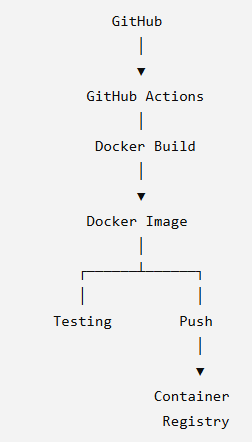 GitHub
GitHub Actions
Docker Build
Docker Image
Testing Push
Container
Registry